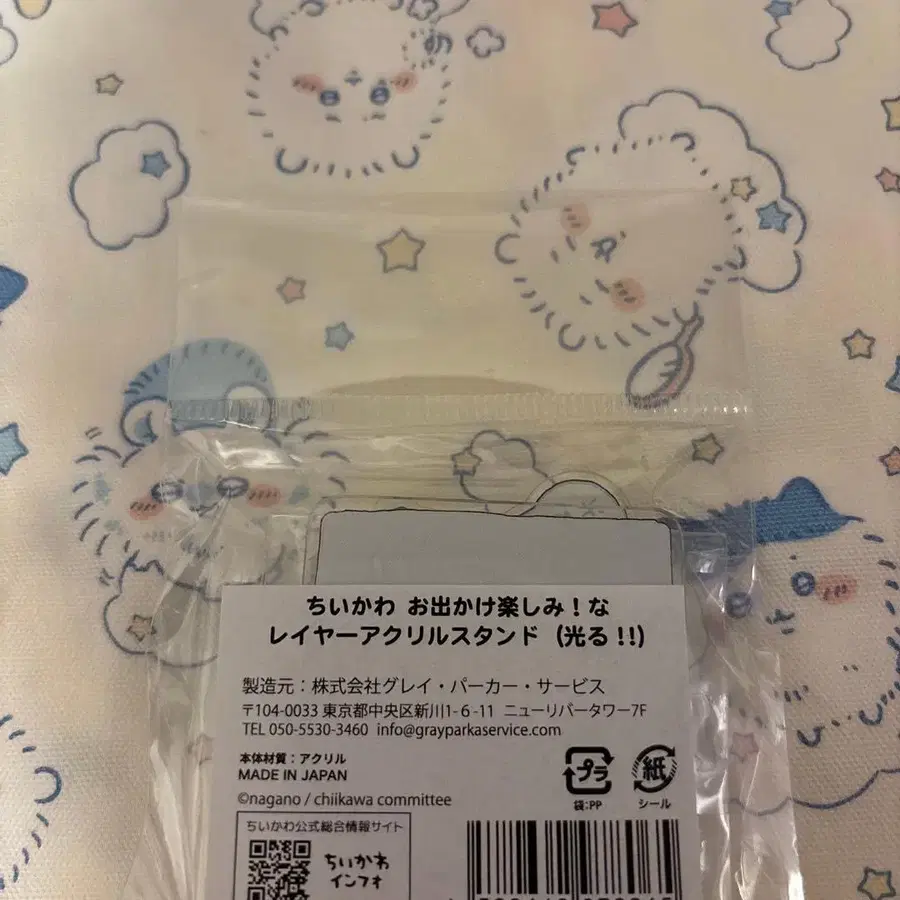 ちいかわ お出かけ楽しみ！な
レイヤーアクリルスタンド（光る!!）
製造元：株式会社グレイ・パーカー・サービス
〒104-0033 東京都中央区新川1-6-11 ニューリバータワー7F
TEL 050-5530-3460 info@grayparkaservice.com
本体材質：アクリル
MADE IN JAPAN
©nagano / chiikawa committee
プラ
袋：PP
紙
シール
ちいかわ公式総合情報サイト
ちいかわ
インフォ